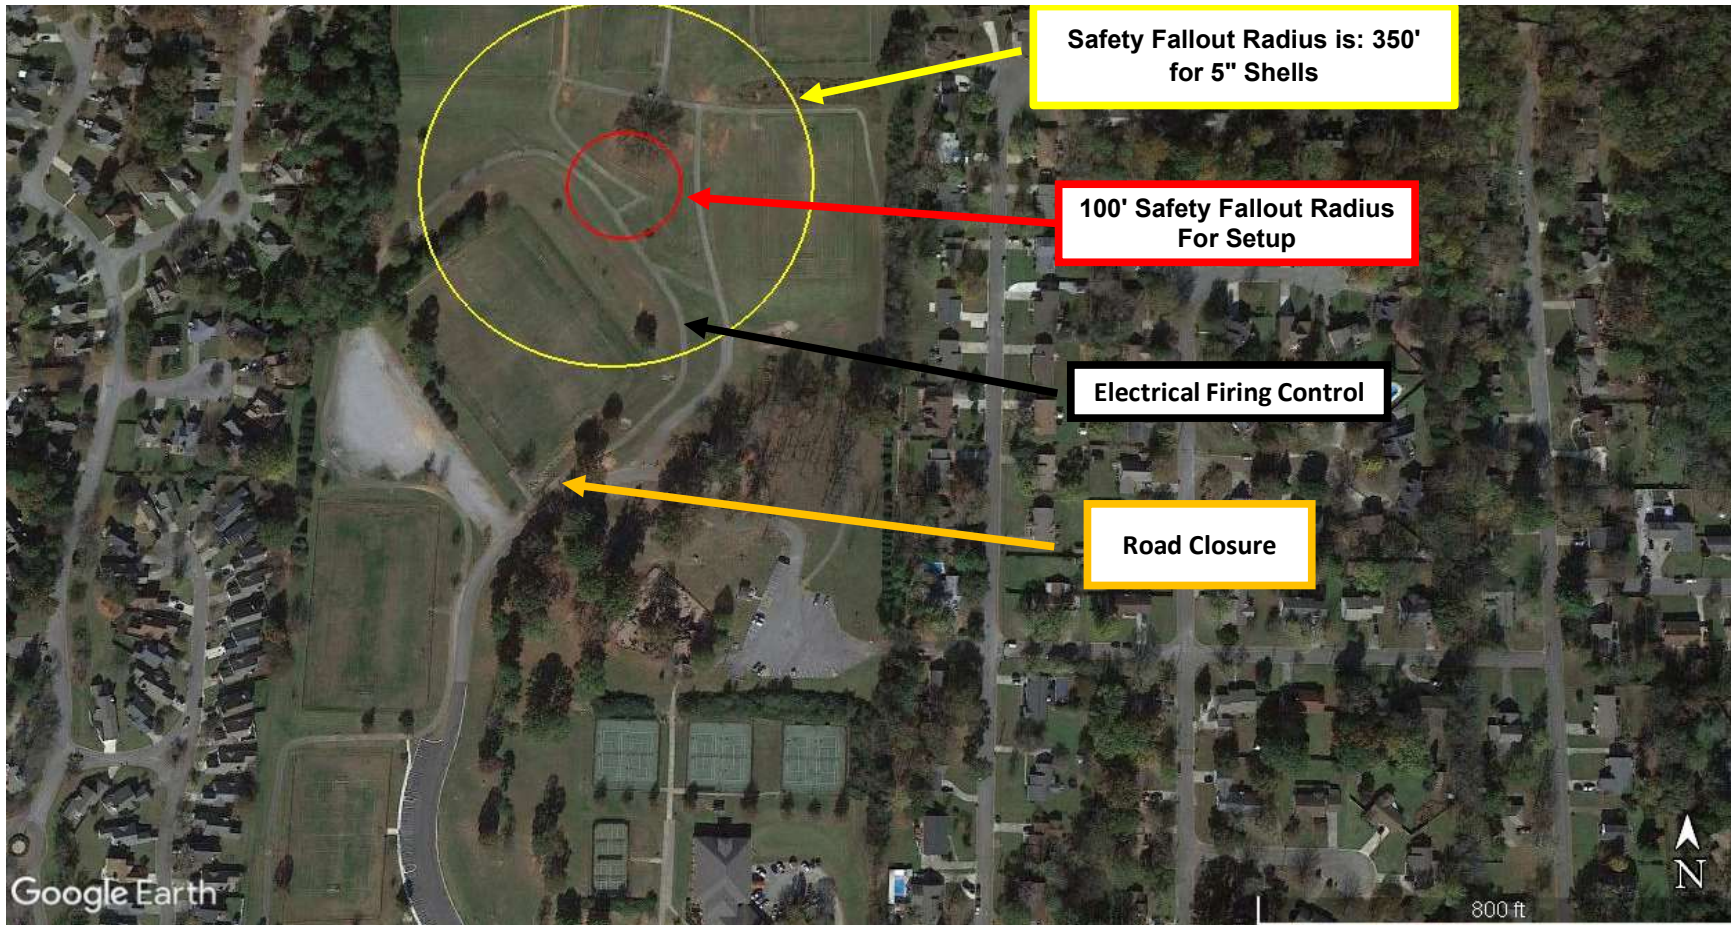 Safety Fallout Radius is: 350'
for 5" Shells
100' Safety Fallout Radius
For Setup
Electrical Firing Control
Road Closure
Google Earth
N
800 ft